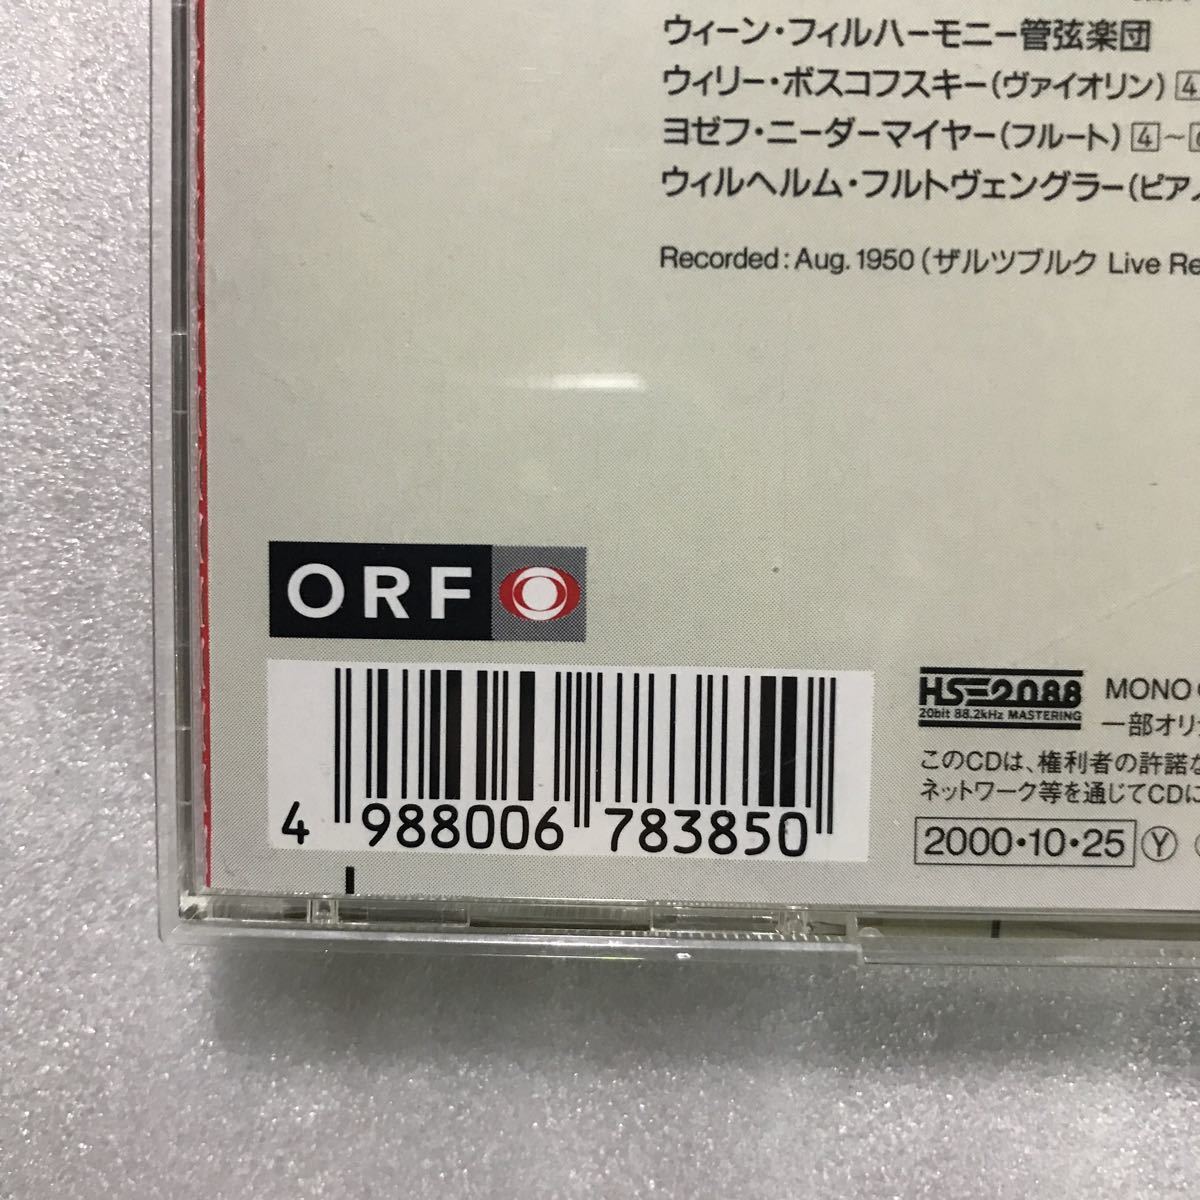 ウィーン・フィルハーモニー管弦楽団
ウィリー・ボスコフスキー(ヴァイオリン) 4
ヨゼフ・ニーダーマイヤー(フルート) 4~
ウィルヘルム・フルトヴェングラー(ピアノ
Recorded: Aug. 1950 (ザルツブルク Live Re
ORF
HS2088
20bit 88.2kHz MASTERING
MONO
一部オリ
このCDは、権利者の許諾な
ネットワーク等を通じてCDに
2000・10・25 Y
4 988006 783850